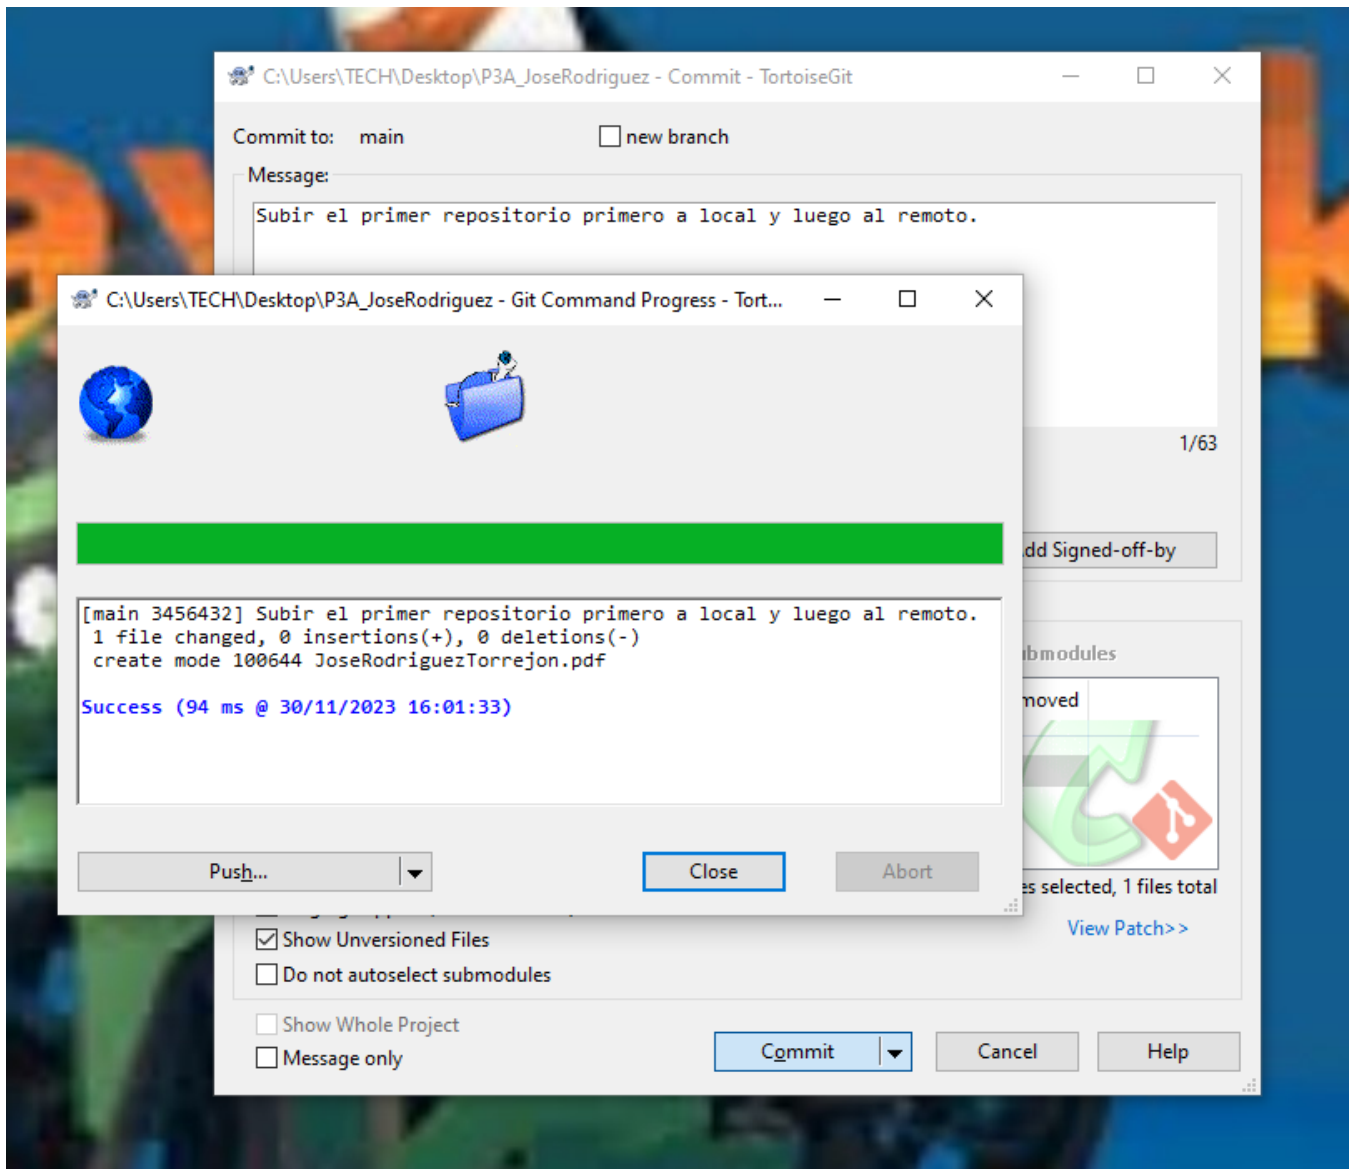 C:\Users\TECH\Desktop\P3A_JoseRodriguez - Commit - TortoiseGit
Commit to: main
new branch
Message:
Subir el primer repositorio primero a local y luego al remoto.
1/63
C:\Users\TECH\Desktop\P3A_JoseRodriguez - Git Command Progress - Tort...
dd Signed-off-by
[main 3456432] Subir el primer repositorio primero a local y luego al remoto.
1 file changed, 0 insertions(+), 0 deletions(-)
create mode 100644 JoseRodriguezTorrejon.pdf
Success (94 ms @ 30/11/2023 16:01:33)
bmodules
moved
Push...
Close
Abort
es selected, 1 files total
View Patch>>
Show Unversioned Files
Do not autoselect submodules
Show Whole Project
Message only
Commit
Cancel
Help